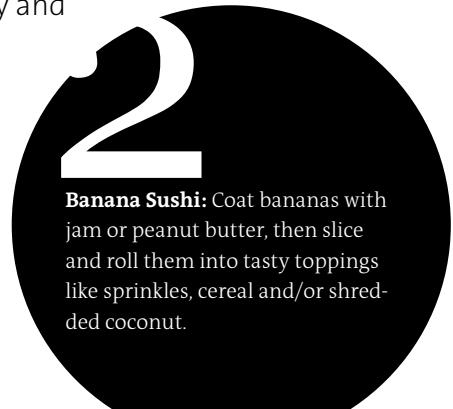 y and
2
Banana Sushi: Coat bananas with
jam or peanut butter, then slice
and roll them into tasty toppings
like sprinkles, cereal and/or shred-
ded coconut.